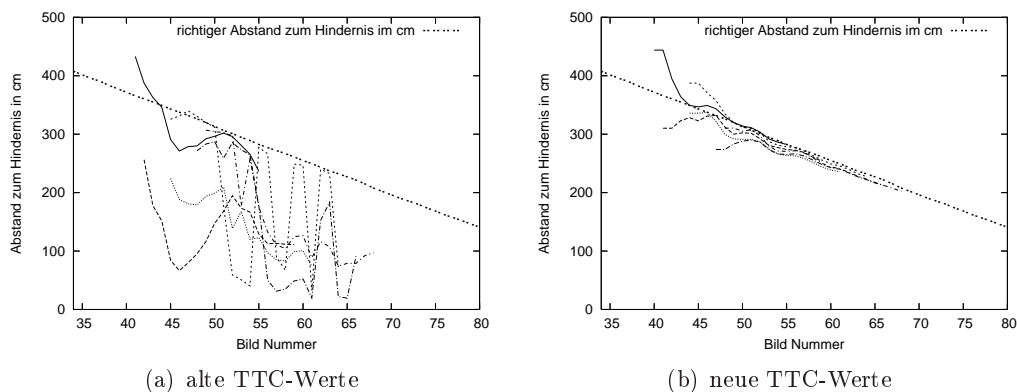 500
400
300
200
100
0
Abstand zum Hindernis in cm
richtiger Abstand zum Hindernis im cm
35 40 45 50 55 60 65 70 75 80
Bild Nummer
(a) alte TTC-Werte
500
400
300
200
100
0
Abstand zum Hindernis in cm
richtiger Abstand zum Hindernis im cm
35 40 45 50 55 60 65 70 75 80
Bild Nummer
(b) neue TTC-Werte